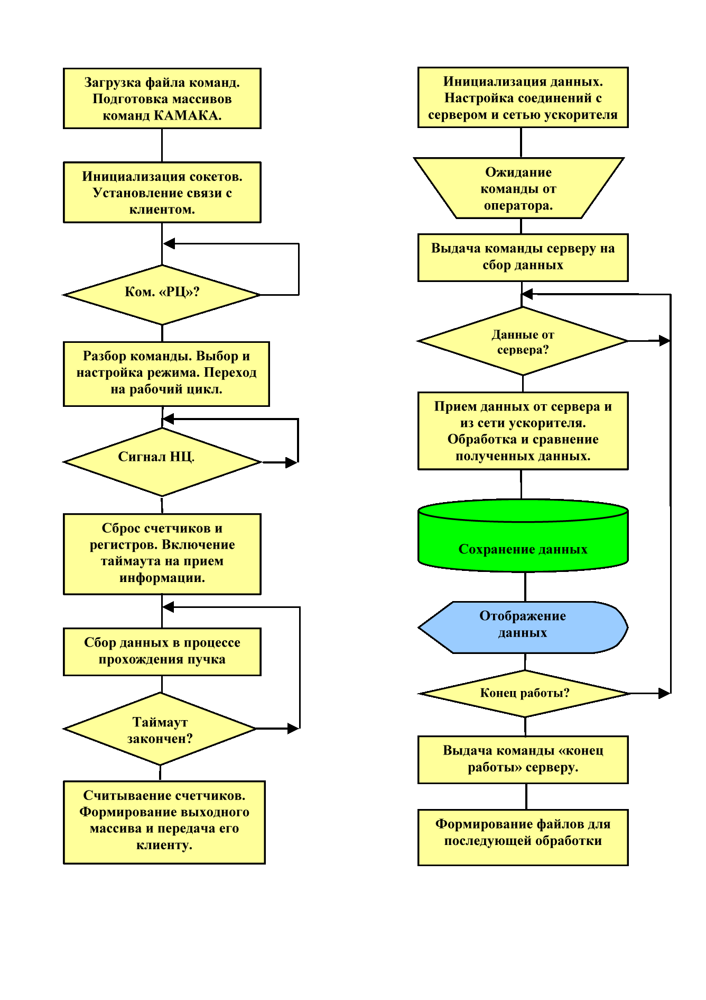 Загрузка файла команд.
Подготовка массивов
команд КАМАКА.
Инициализация сокетов.
Установление связи с
клиентом.
Ком. «РЦ»?
Разбор команды. Выбор и
настройка режима. Переход
на рабочий цикл.
Сигнал НЦ.
Сброс счетчиков и
регистров. Включение
таймаута на прием
информации.
Сбор данных в процессе
прохождения пучка
Таймаут
закончен?
Считываение счетчиков.
Формирование выходного
массива и передача его
клиенту.
Инициализация данных.
Настройка соединений с
сервером и сетью ускорителя
Ожидание
команды от
оператора.
Выдача команды серверу на
сбор данных
Данные от
сервера?
Прием данных от сервера и
из сети ускорителя.
Обработка и сравнение
полученных данных.
Сохранение данных
Отображение
данных
Конец работы?
Выдача команды «конец
работы» серверу.
Формирование файлов для
последующей обработки